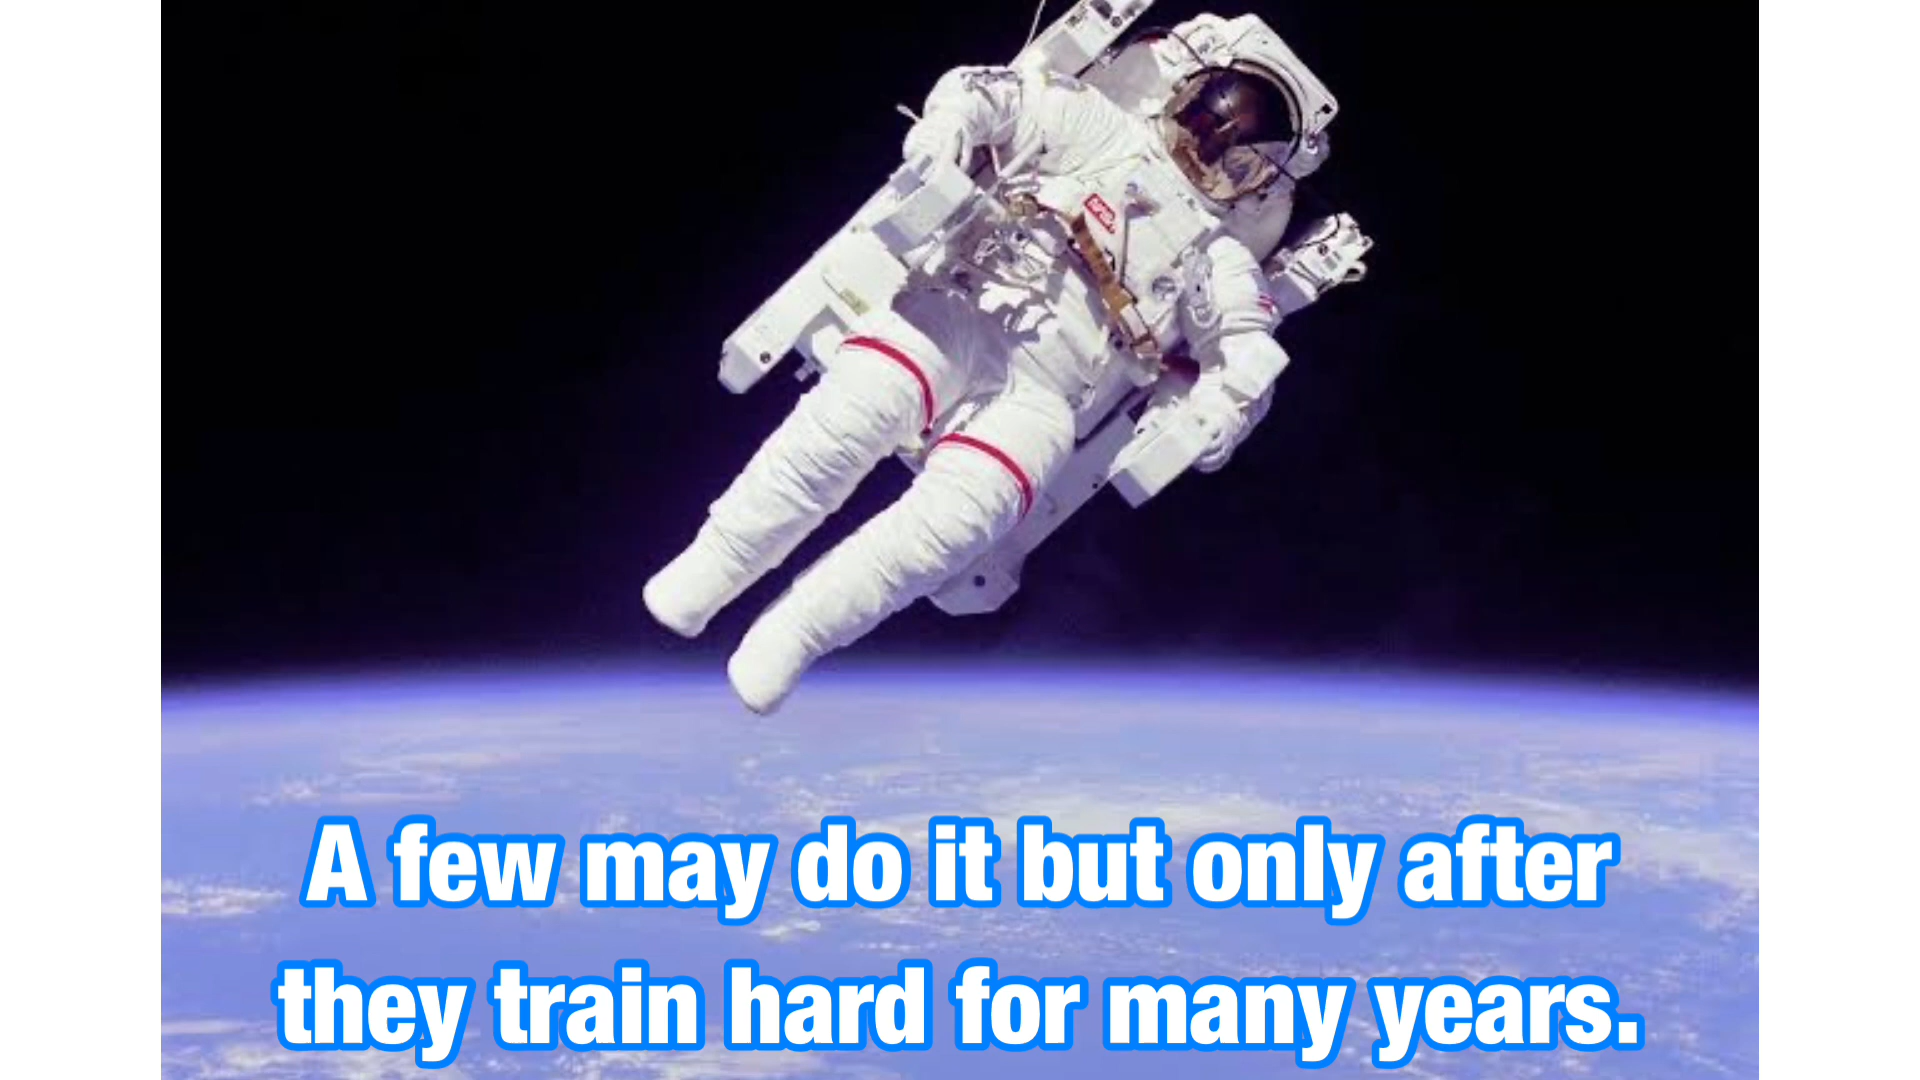 A few may do it but only after
they train hard for many years.